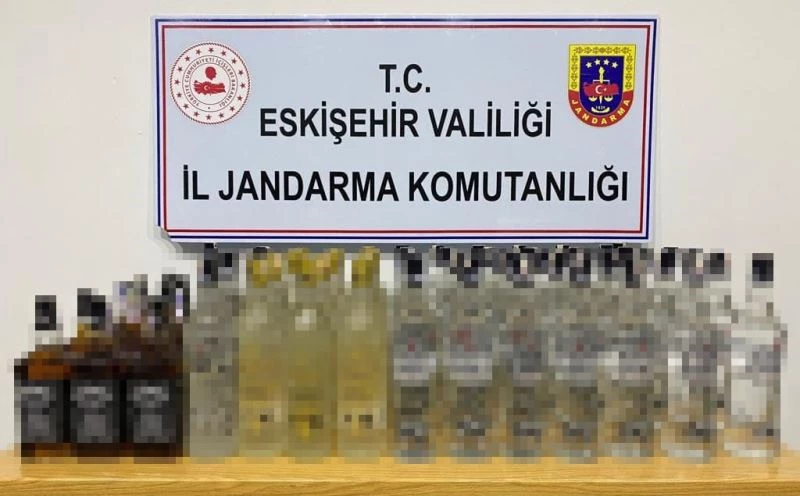 T.C.
ESKİŞEHİR VALİLİĞİ
İL JANDARMA KOMUTANLIĞI
JANDARMA